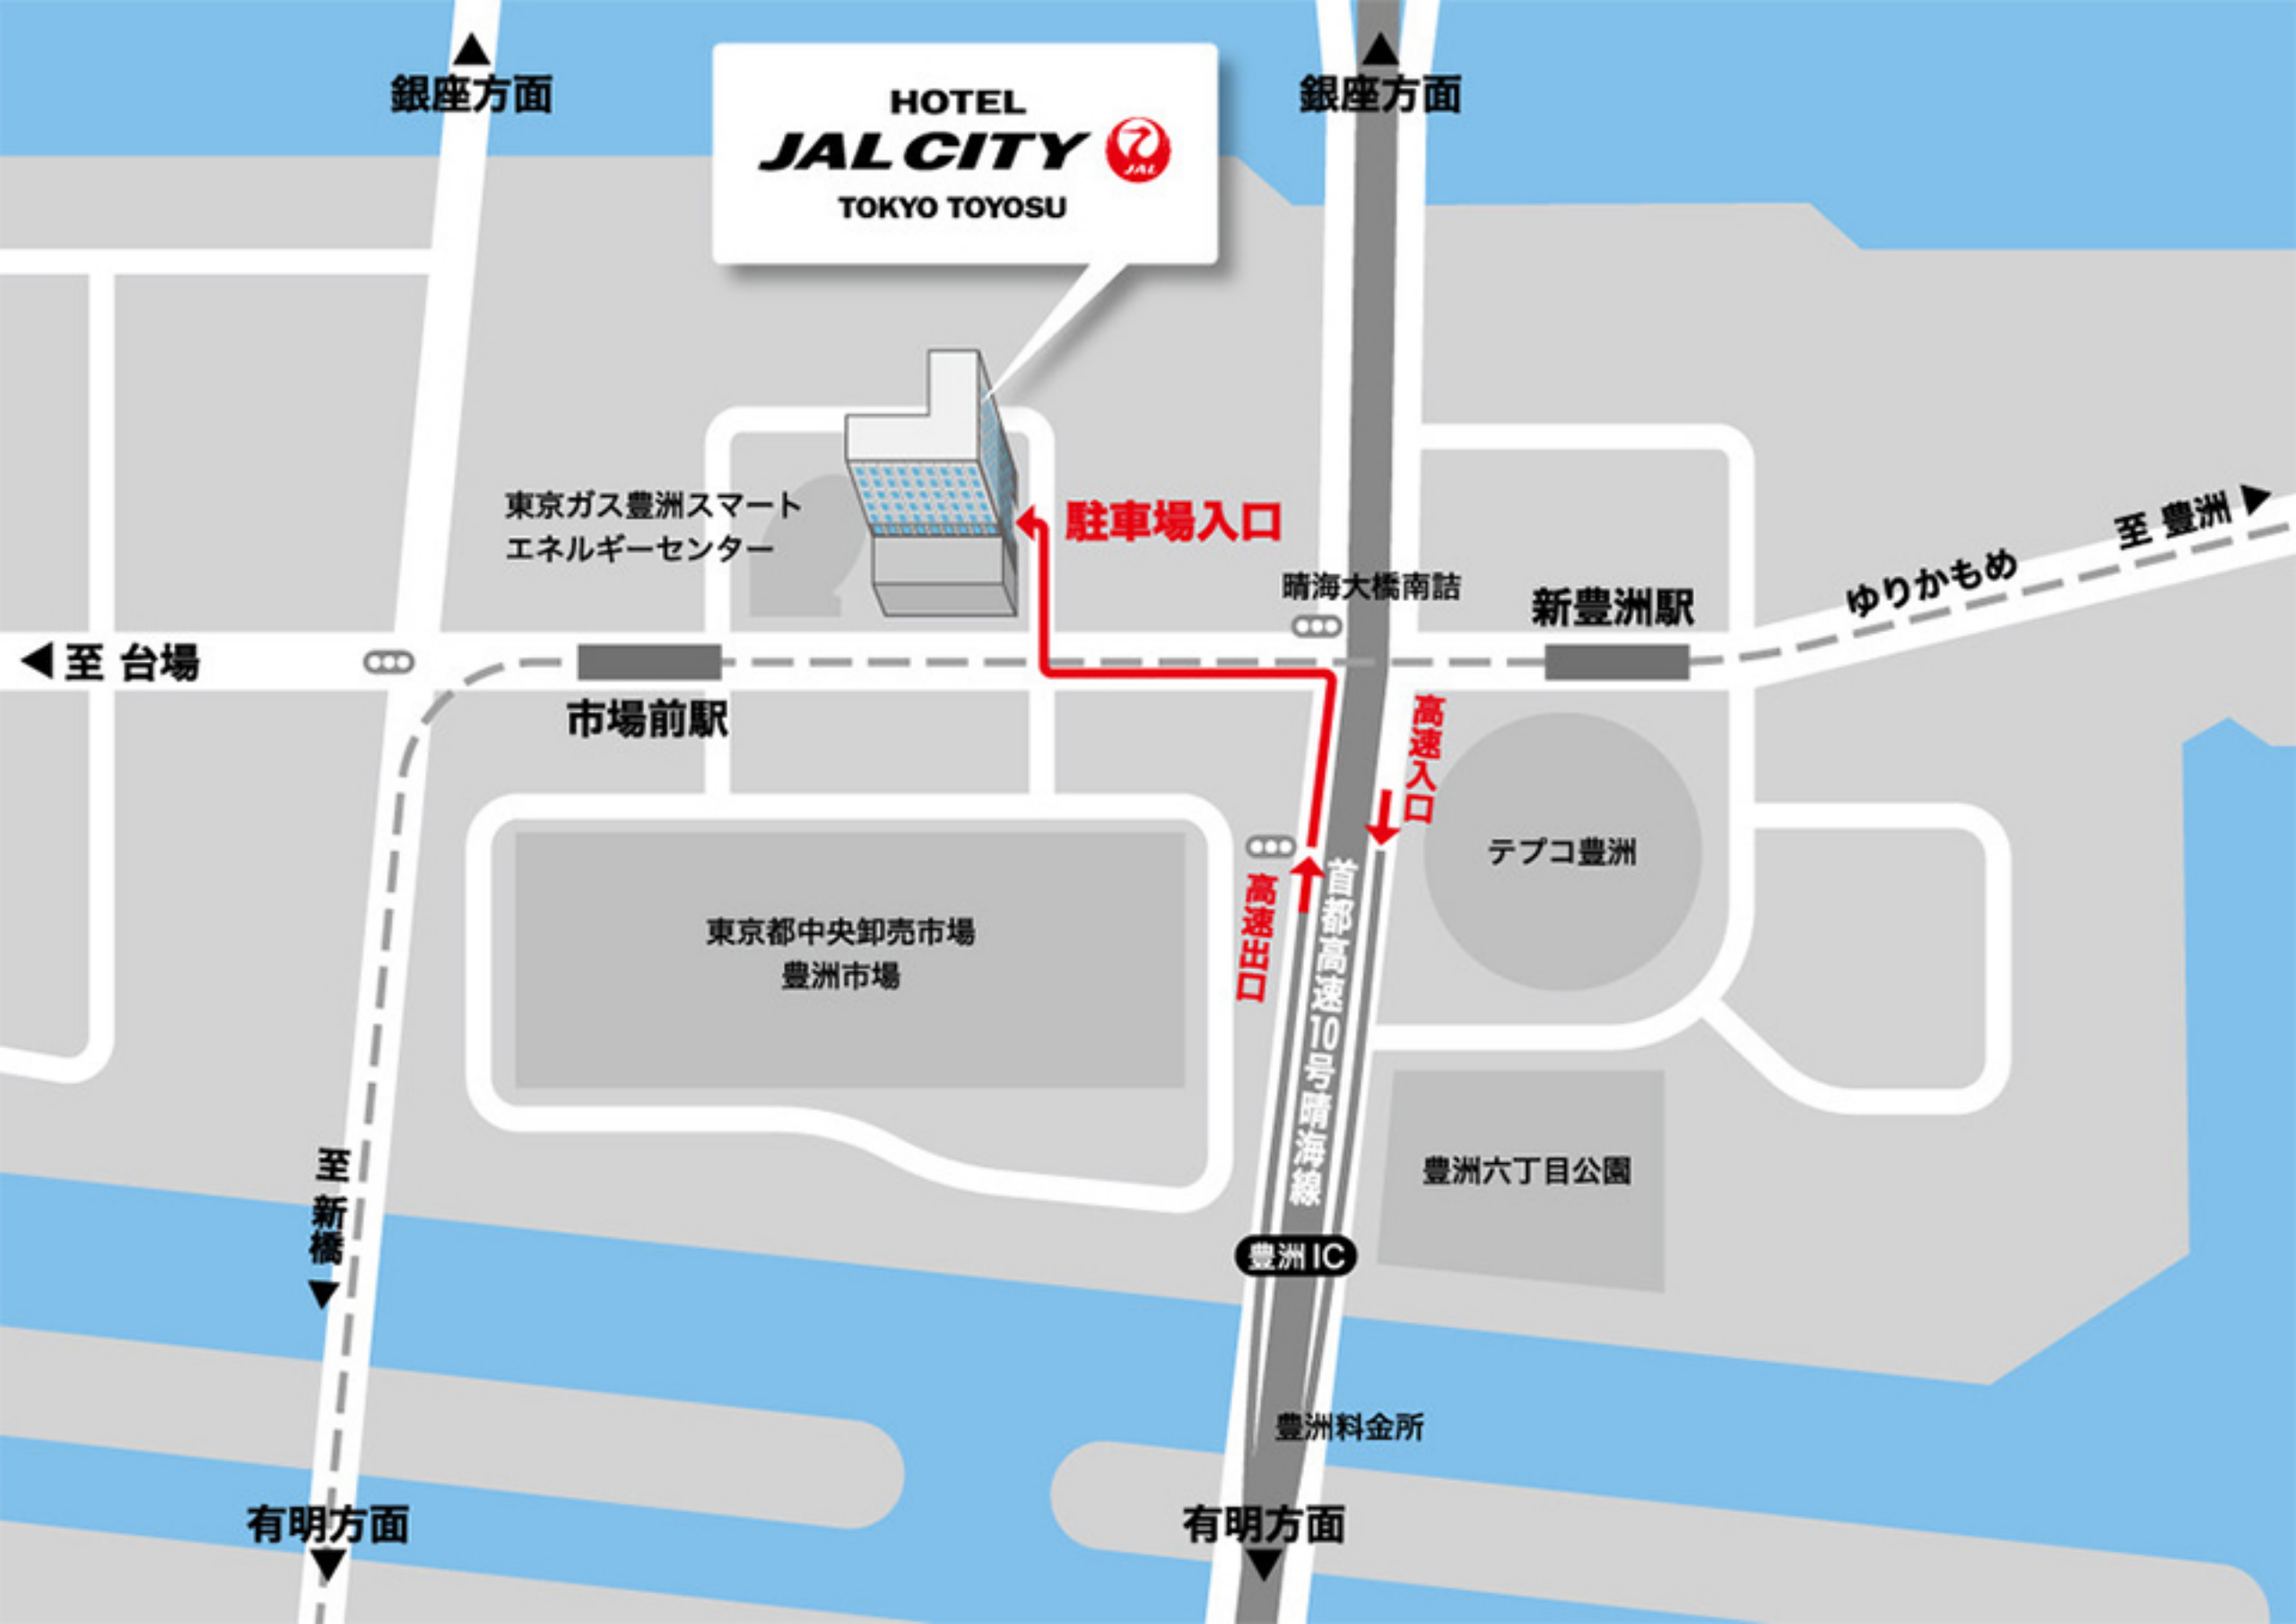 銀座方面
HOTEL
JAL CITY
JAL
TOKYO TOYOSU
銀座方面
東京ガス豊洲スマート
エネルギーセンター
駐車場入口
晴海大橋南詰
新豊洲駅
ゆりかもめ
至 豊洲
至 台場
市場前駅
高速入口
テプコ豊洲
東京都中央卸売市場
豊洲市場
高速出口
首都高速10号晴海線
豊洲六丁目公園
至 新橋
豊洲IC
豊洲料金所
有明方面
有明方面